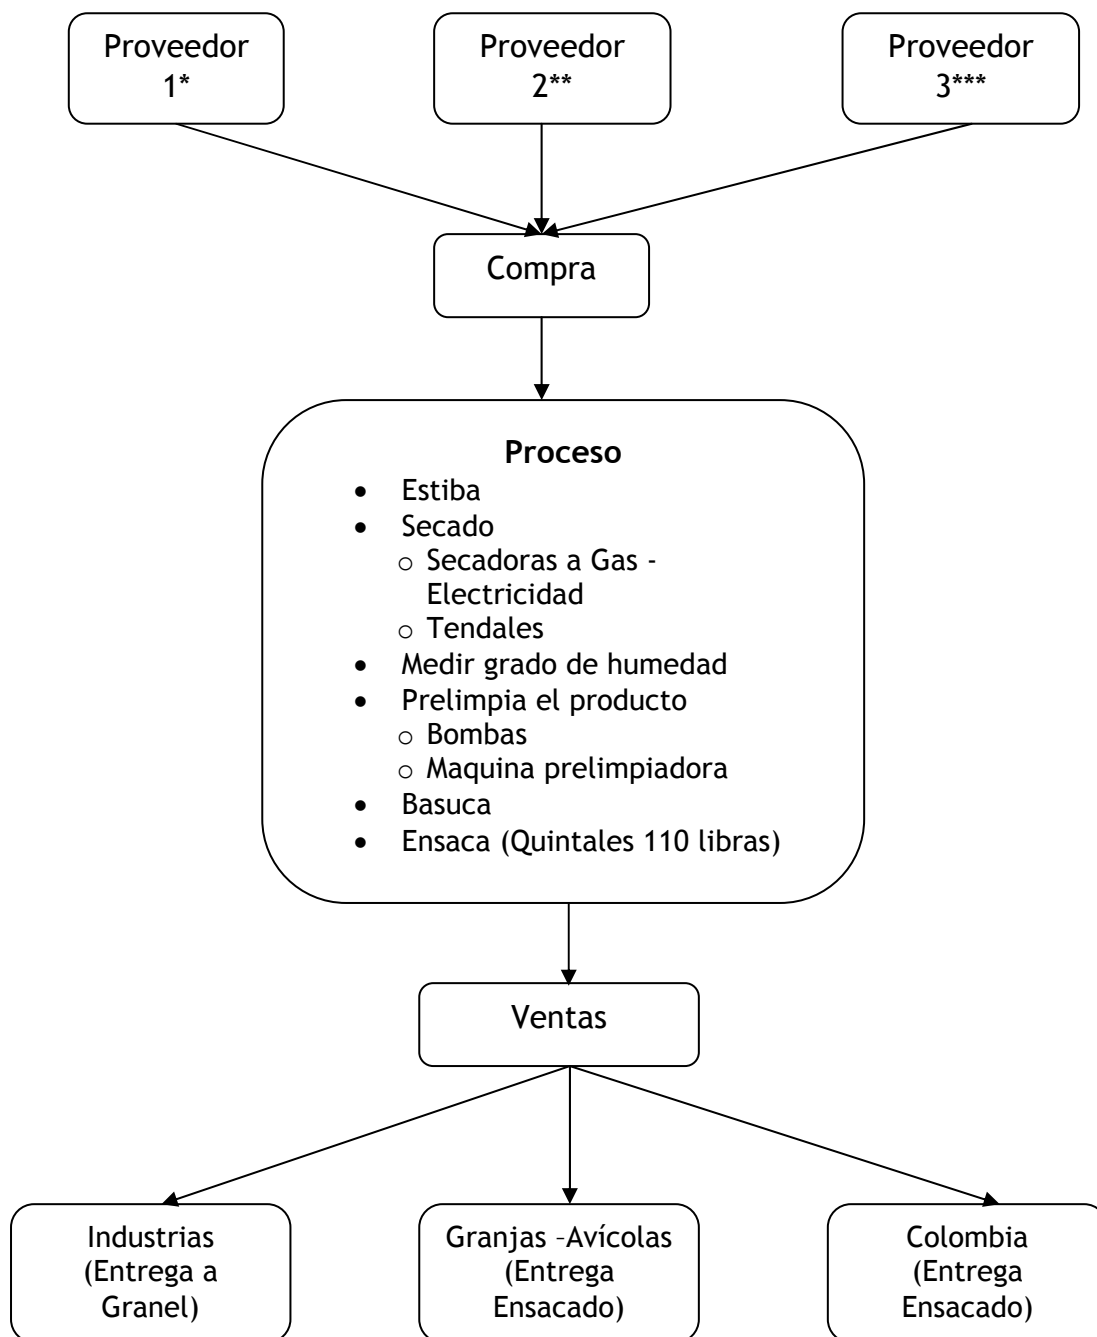 Proveedor
1*
Proveedor
2**
Proveedor
3***
Compra
Proceso
• Estiba
• Secado
o Secadoras a Gas -
Electricidad
o Tendales
• Medir grado de humedad
• Prelimpia el producto
o Bombas
o Maquina prelimpiadora
• Basuca
• Ensaca (Quintales 110 libras)
Ventas
Industrias
(Entrega a
Granel)
Granjas –Avícolas
(Entrega
Ensacado)
Colombia
(Entrega
Ensacado)